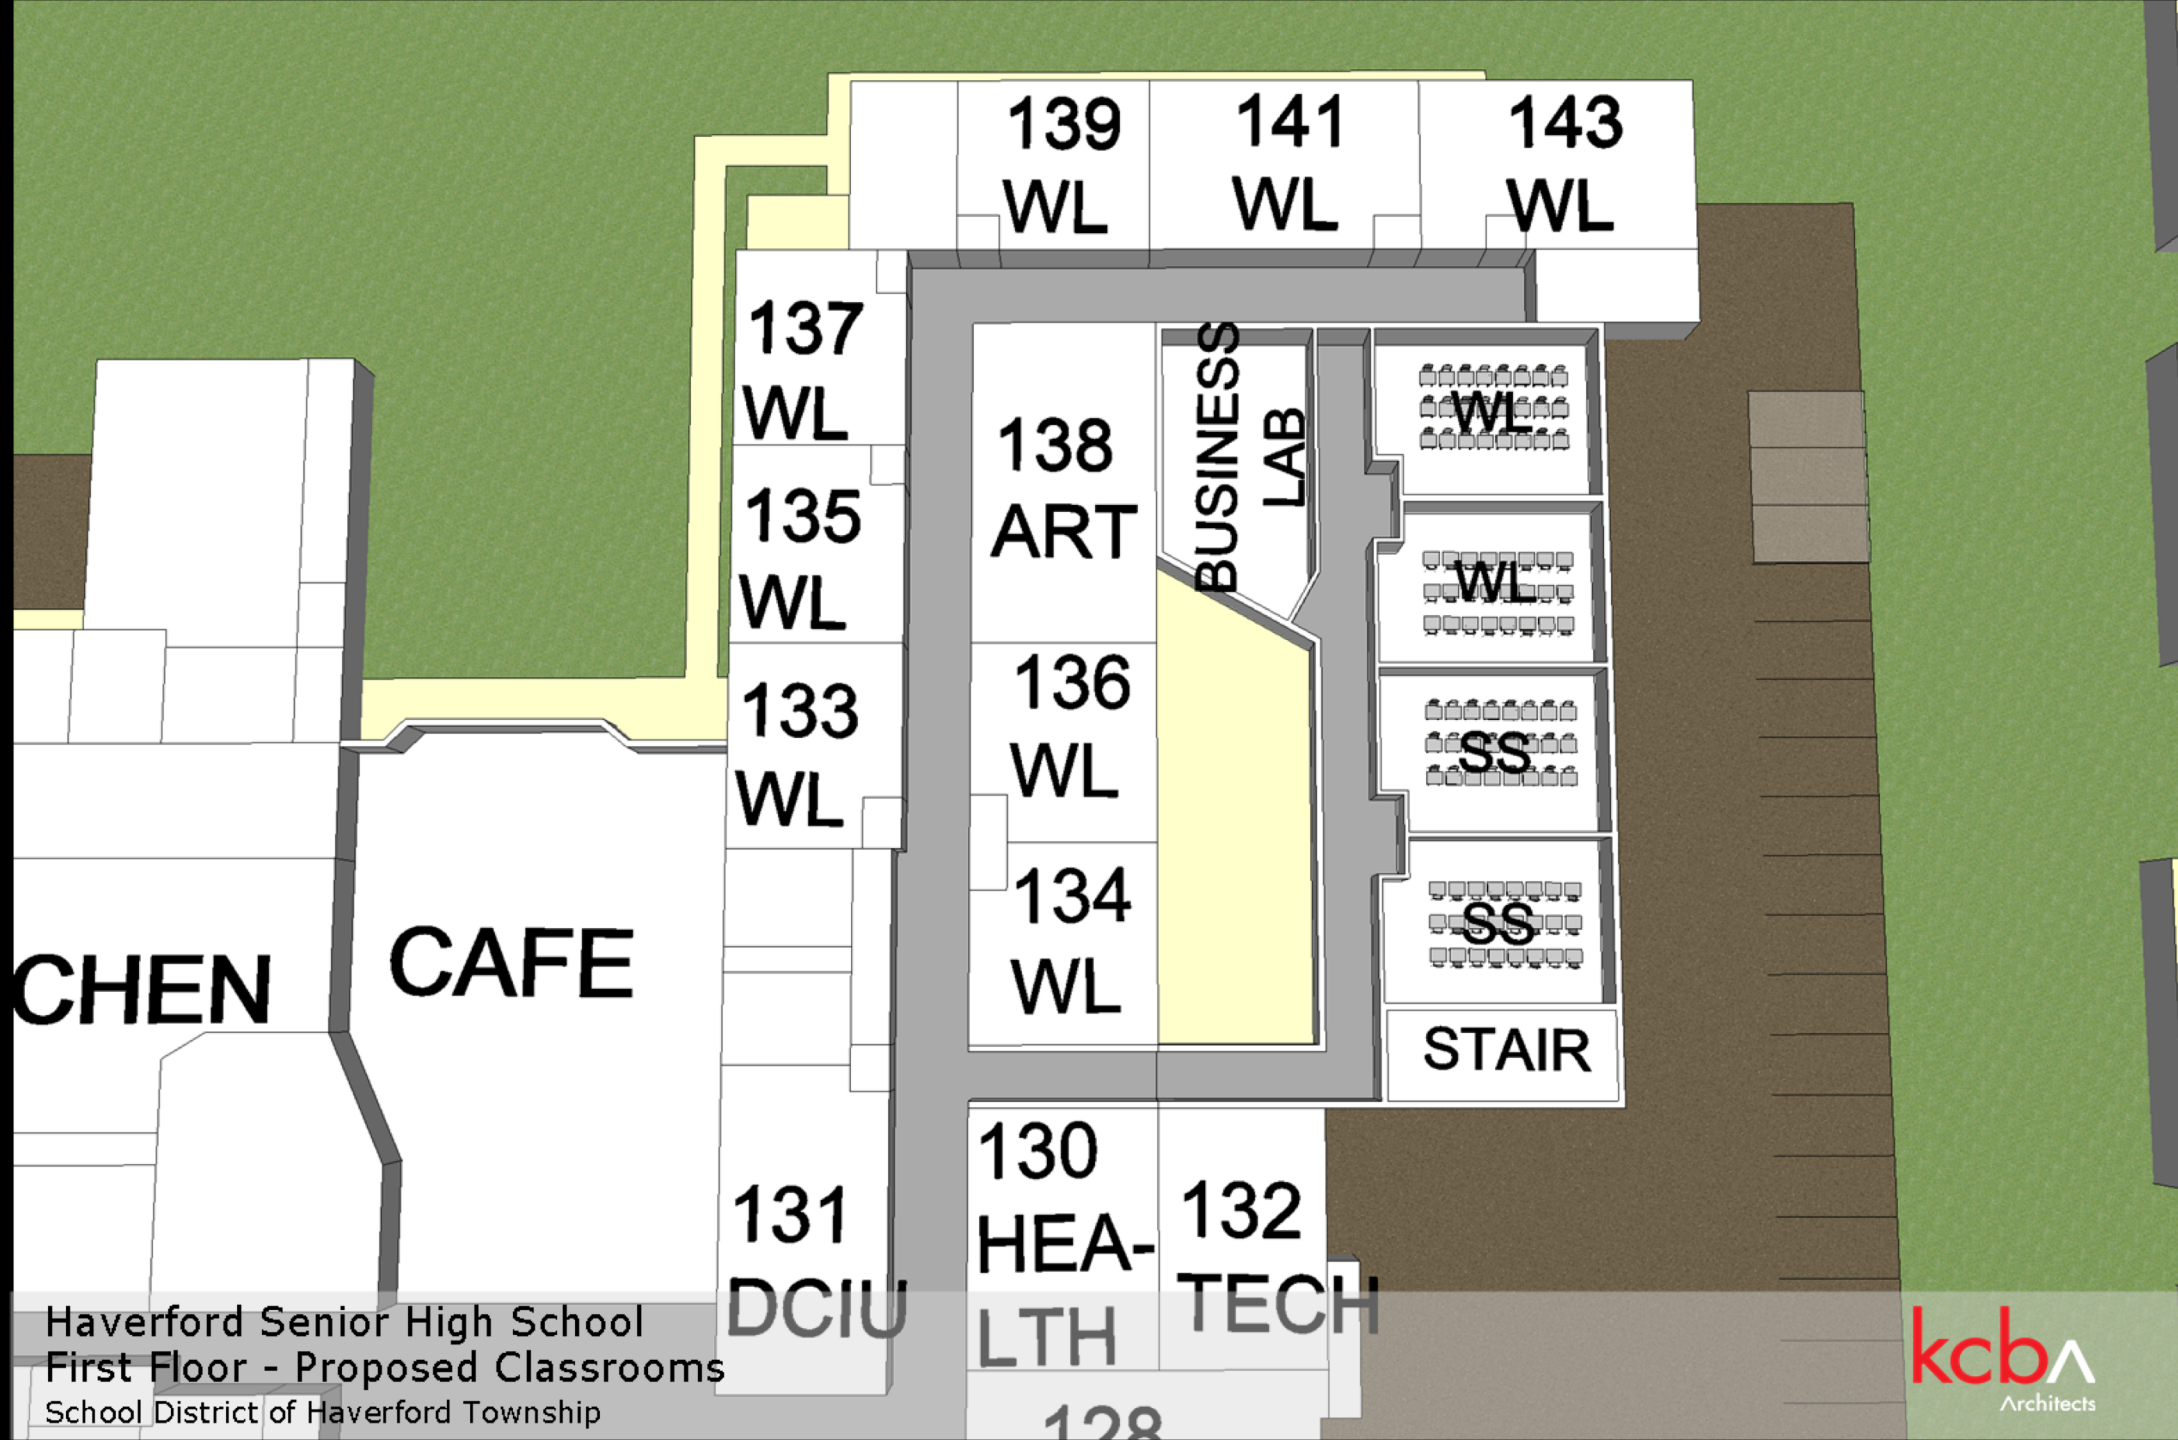 139
WL
141
WL
143
WL
137
WL
135
WL
133
WL
138
ART
136
WL
134
WL
BUSINESS
LAB
WL
WL
SS
SS
STAIR
CHEN
CAFE
131
DCIU
130
HEA-
LTH
132
TECH
128
Haverford Senior High School
First Floor - Proposed Classrooms
School District of Haverford Township
kcba
Architects